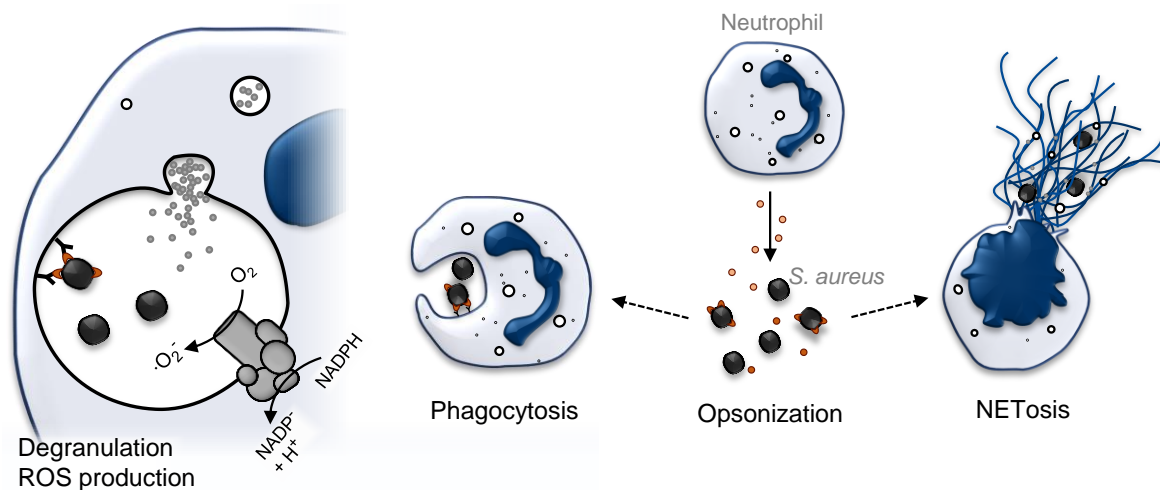 Neutrophil
S. aureus
O₂
·O₂⁻
NADPH
NADP⁻
+ H⁺
Phagocytosis
Opsonization
NETosis
Degranulation
ROS production